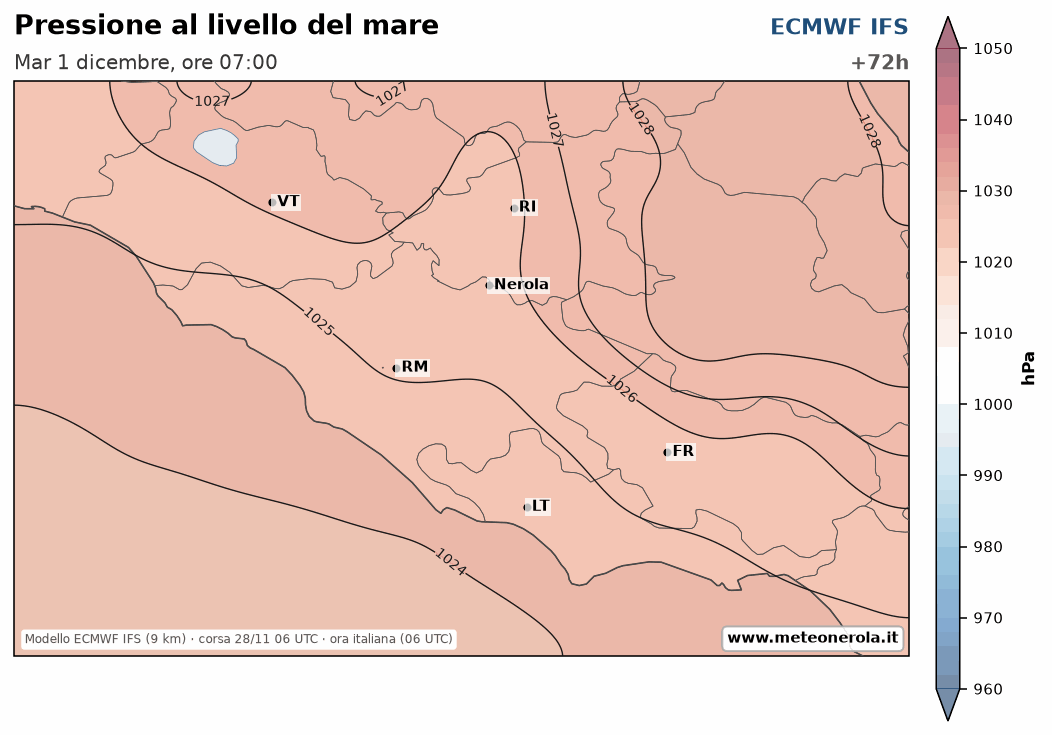 Pressione al livello del mare
ECMWF IFS
Mar 1 dicembre, ore 07:00
+72h
1027
1027
1027
1028
1028
VT
RI
Nerola
1025
RM
1026
FR
LT
1024
Modello ECMWF IFS (9 km) · corsa 28/11 06 UTC · ora italiana (06 UTC)
www.meteonerola.it
1050
1040
1030
1020
1010
1000
990
980
970
960
hPa